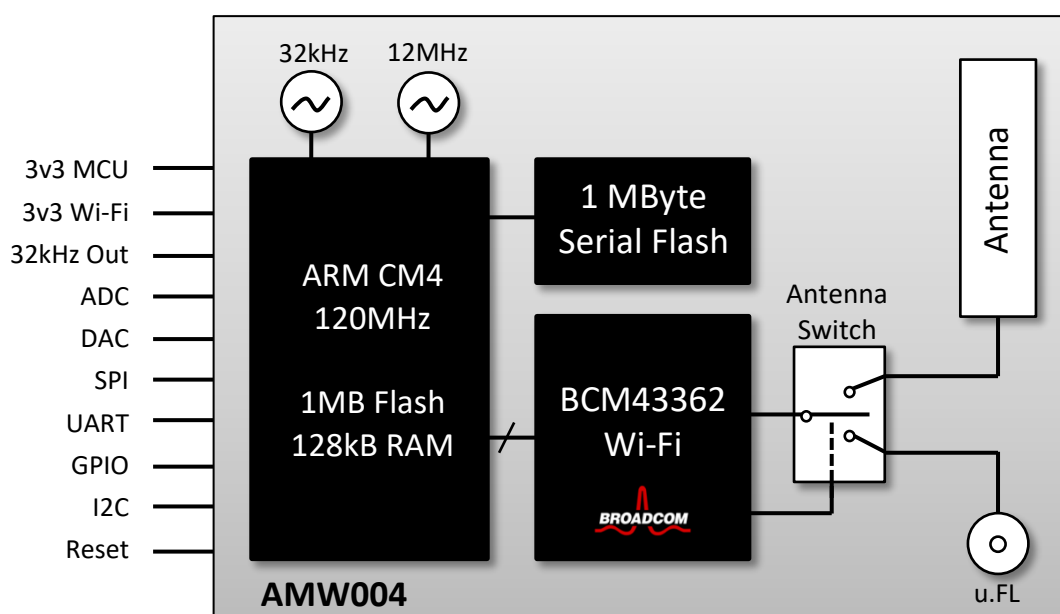 32kHz
12MHz
3v3 MCU
3v3 Wi-Fi
32kHz Out
ADC
DAC
SPI
UART
GPIO
I2C
Reset
ARM CM4
120MHz
1MB Flash
128kB RAM
1 MByte
Serial Flash
BCM43362
Wi-Fi
BROADCOM
Antenna
Switch
Antenna
u.FL
AMW004